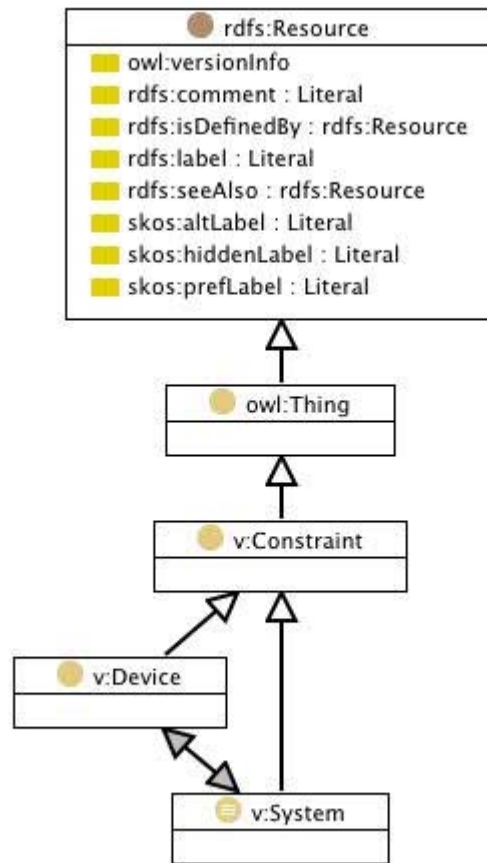 rdfs:Resource
owl:versionInfo
rdfs:comment : Literal
rdfs:isDefinedBy : rdfs:Resource
rdfs:label : Literal
rdfs:seeAlso : rdfs:Resource
skos:altLabel : Literal
skos:hiddenLabel : Literal
skos:prefLabel : Literal
owl:Thing
v:Constraint
v:Device
v:System